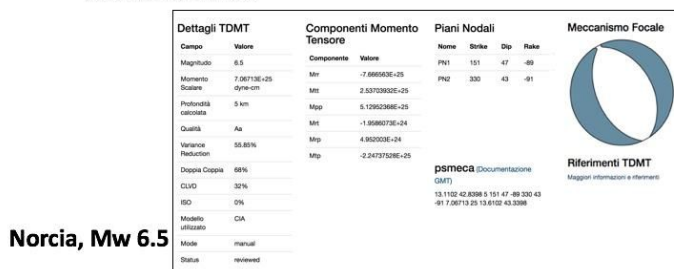 Dettagli TDMT
Campo Valore
Magnitudo 6.5
Momento Scalare 7.06713E+25 dyne-cm
Profondità calcolata 5 km
Qualità Aa
Variance Reduction 55.85%
Doppia Coppia 68%
CLVD 32%
ISO 0%
Modello utilizzato CIA
Mode manual
Status reviewed
Componenti Momento Tensore
Componente Valore
Mrr -7.666563E+25
Mtt 2.53703932E+25
Mpp 5.12952368E+25
Mrt -1.9586073E+24
Mrp 4.952003E+24
Mtp -2.24737528E+25
Piani Nodali
Nome Strike Dip Rake
PN1 151 47 -89
PN2 330 43 -91
psmeca (Documentazione GMT)
13.1102 42.8398 5 151 47 -89 330 43
-91 7.06713 25 13.6102 43.3398
Meccanismo Focale
Riferimenti TDMT
Maggiori informazioni e riferimenti
Norcia, Mw 6.5